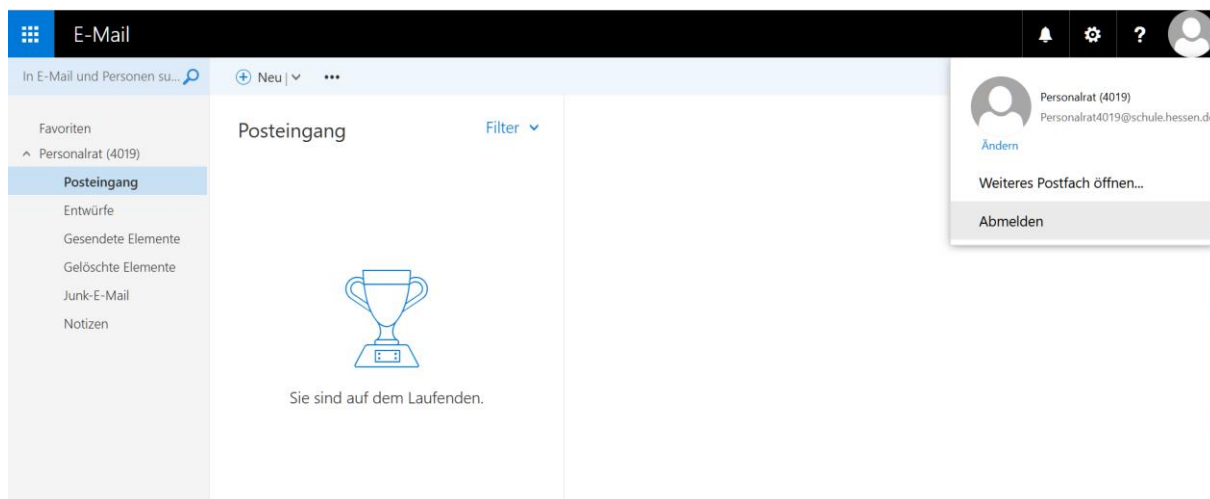 E-Mail
?
In E-Mail und Personen su...
Neu
Favoriten
Personalrat (4019)
Posteingang
Entwürfe
Gesendete Elemente
Gelöschte Elemente
Junk-E-Mail
Notizen
Posteingang
Filter
Sie sind auf dem Laufenden.
Personalrat (4019)
Personalrat4019@schule.hessen.d
Ändern
Weiteres Postfach öffnen...
Abmelden